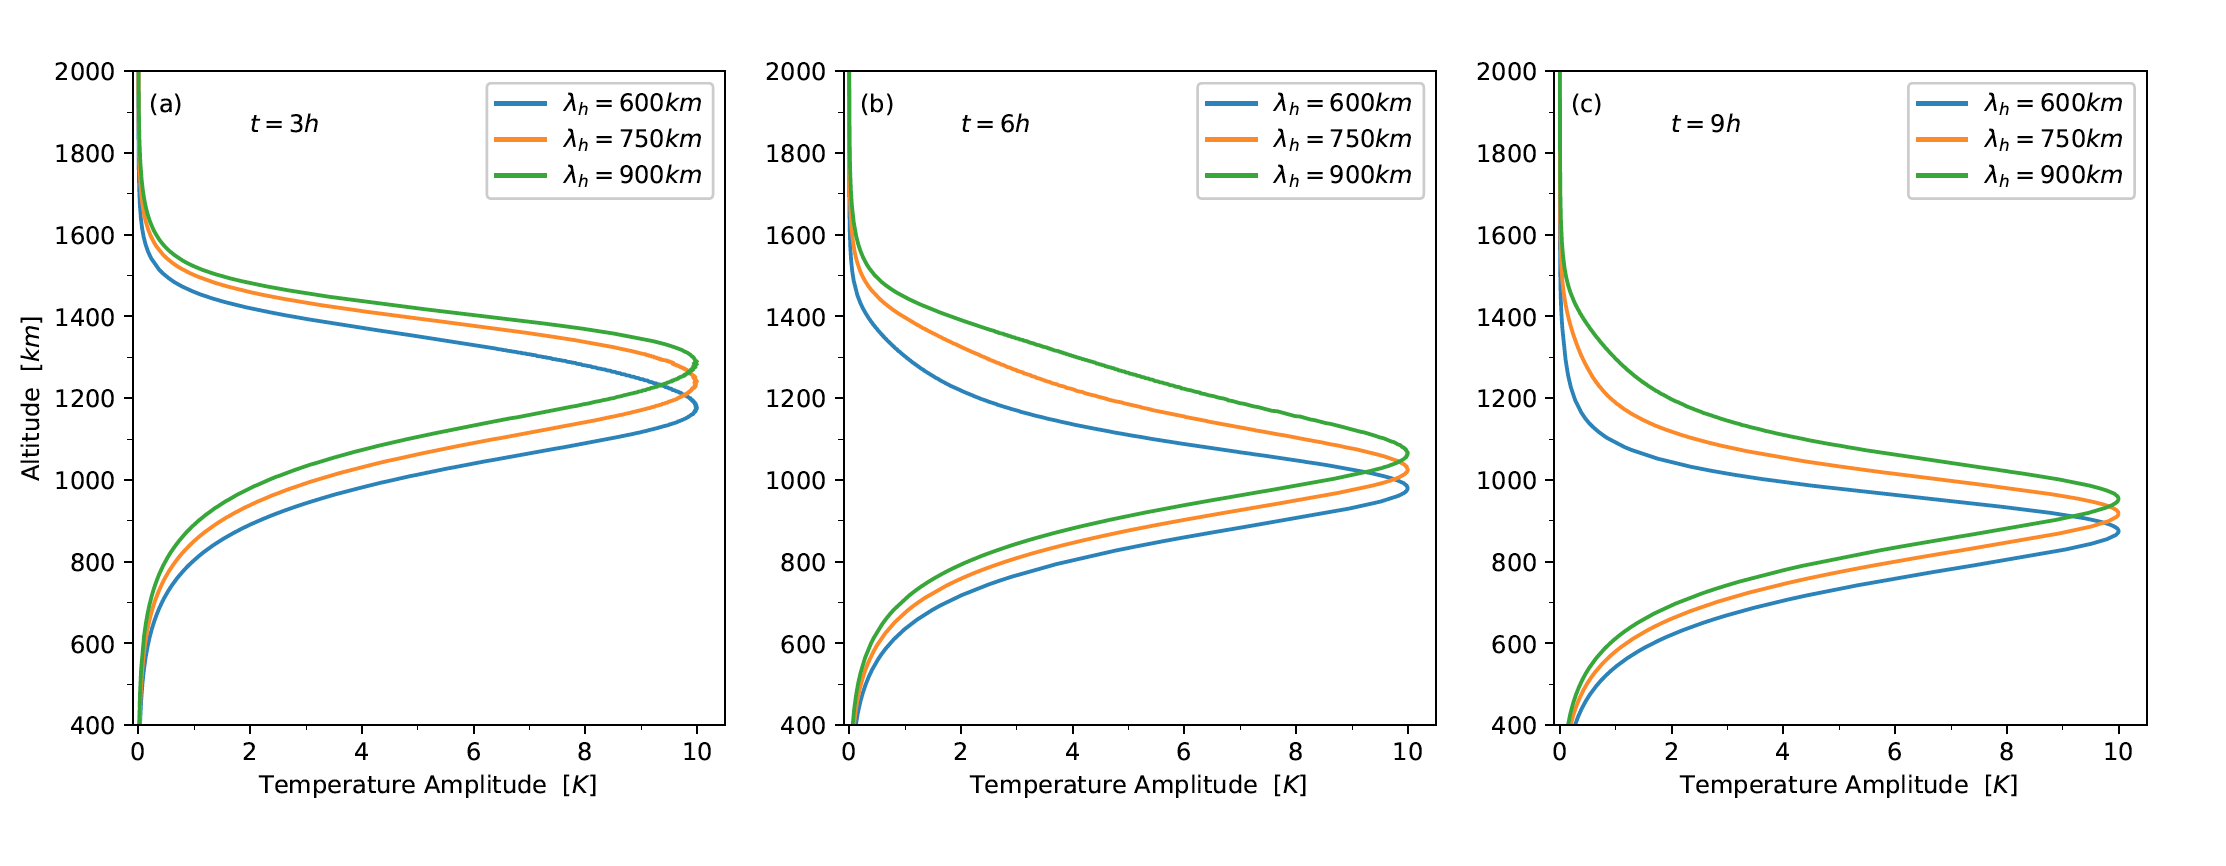 (a)
t = 3h
λh = 600km
λh = 750km
λh = 900km
2000
1800
1600
1400
1200
1000
800
600
400
Altitude [km]
0 2 4 6 8 10
Temperature Amplitude [K]
(b)
t = 6h
λh = 600km
λh = 750km
λh = 900km
2000
1800
1600
1400
1200
1000
800
600
400
0 2 4 6 8 10
Temperature Amplitude [K]
(c)
t = 9h
λh = 600km
λh = 750km
λh = 900km
2000
1800
1600
1400
1200
1000
800
600
400
0 2 4 6 8 10
Temperature Amplitude [K]